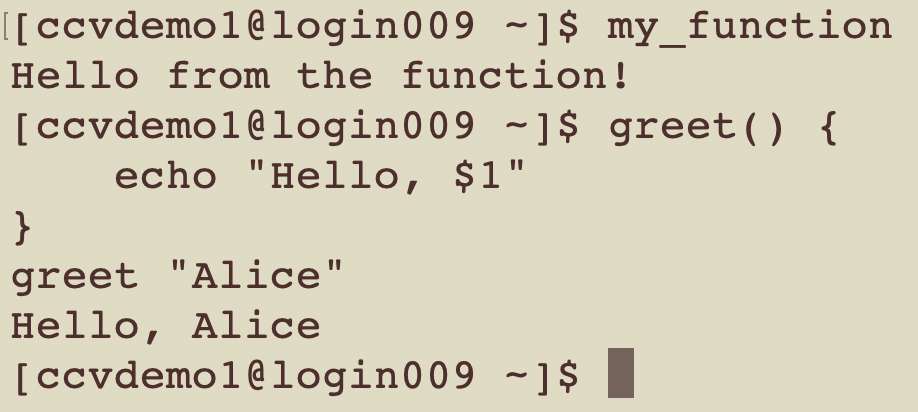 [[ccvdemo1@login009 ~]$ my_function
Hello from the function!
[ccvdemo1@login009 ~]$ greet() {
    echo "Hello, $1"
}
greet "Alice"
Hello, Alice
[ccvdemo1@login009 ~]$